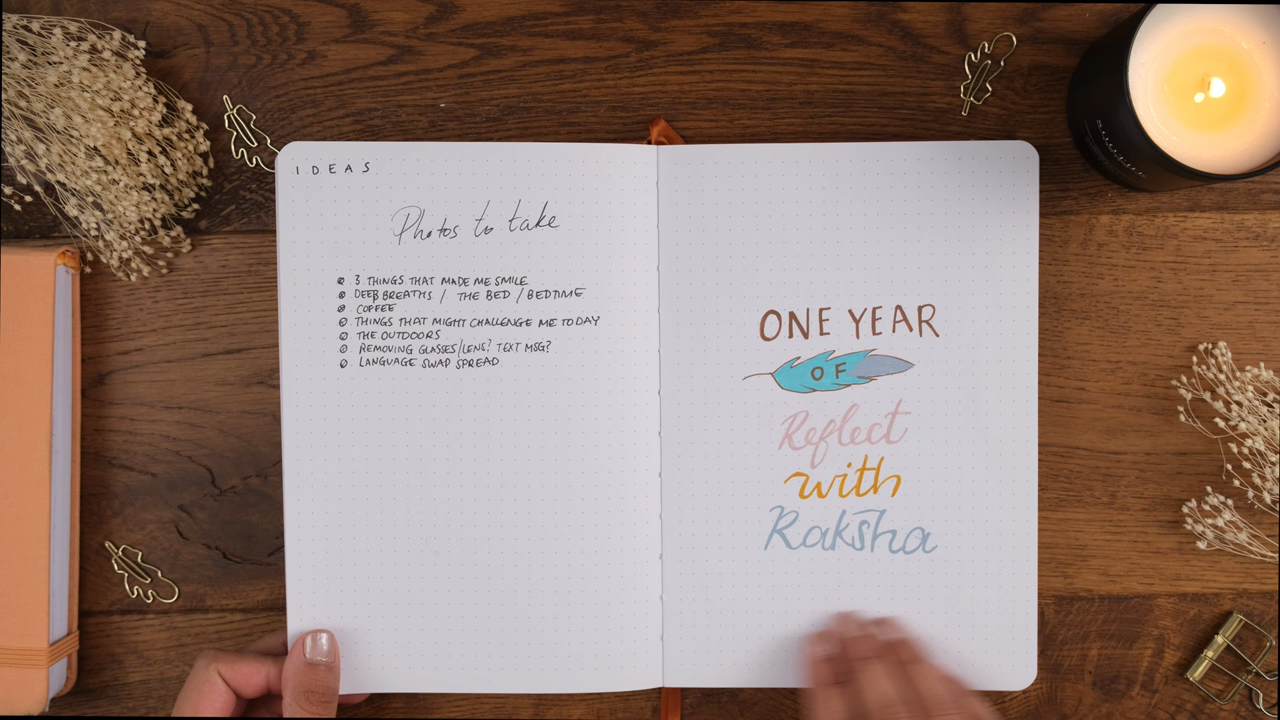 IDEAS
Photos to take
3 THINGS THAT MADE ME SMILE
DEEP BREATHS / THE BED / BEDTIME
COFFEE
THINGS THAT MIGHT CHALLENGE ME TODAY
THE OUTDOORS
REMOVING GLASSES/LENS? TEXT MSG?
LANGUAGE SWAP SPREAD
ONE YEAR
OF
Reflect
with
Raksha